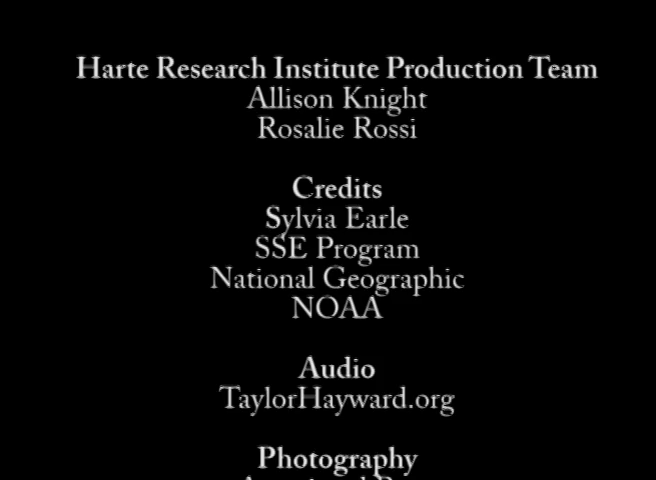 Harte Research Institute Production Team
Allison Knight
Rosalie Rossi
Credits
Sylvia Earle
SSE Program
National Geographic
NOAA
Audio
TaylorHayward.org
Photography